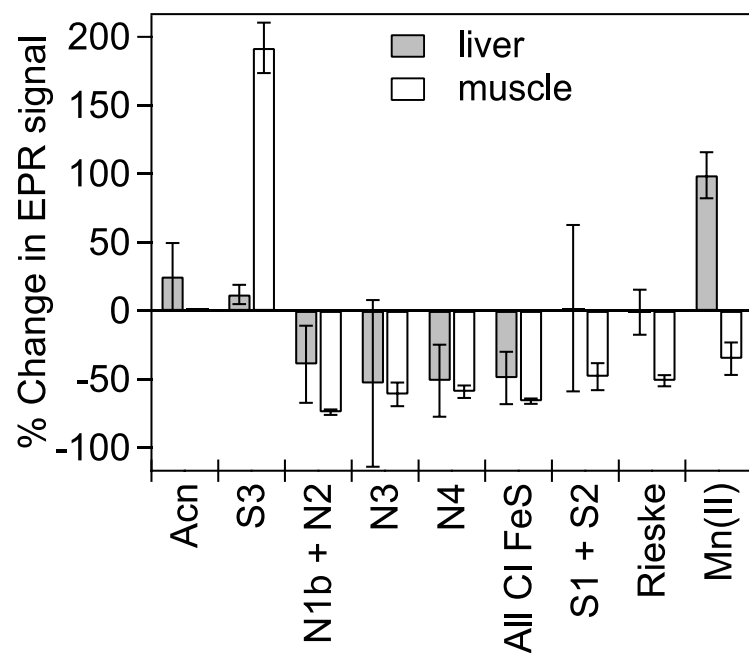 % Change in EPR signal
200
150
100
50
0
-50
-100
liver
muscle
Acn
S3
N1b + N2
N3
N4
All CI FeS
S1 + S2
Rieske
Mn(II)